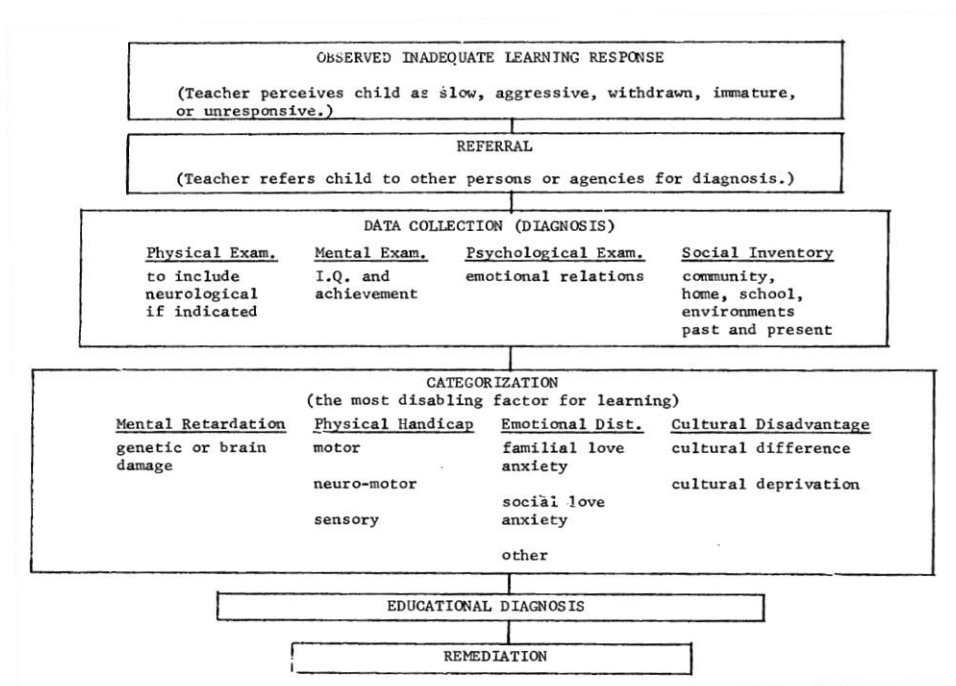 OBSERVED INADEQUATE LEARNING RESPONSE
(Teacher perceives child as slow, aggressive, withdrawn, immature,
or unresponsive.)
REFERRAL
(Teacher refers child to other persons or agencies for diagnosis.)
DATA COLLECTION (DIAGNOSIS)
Physical Exam.
to include
neurological
if indicated
Mental Exam.
I.Q. and
achievement
Psychological Exam.
emotional relations
Social Inventory
community,
home, school,
environments
past and present
CATEGORIZATION
(the most disabling factor for learning)
Mental Retardation
genetic or brain
damage
Physical Handicap
motor
neuro-motor
sensory
Emotional Dist.
familial love
anxiety
social love
anxiety
other
Cultural Disadvantage
cultural difference
cultural deprivation
EDUCATIONAL DIAGNOSIS
REMEDIATION